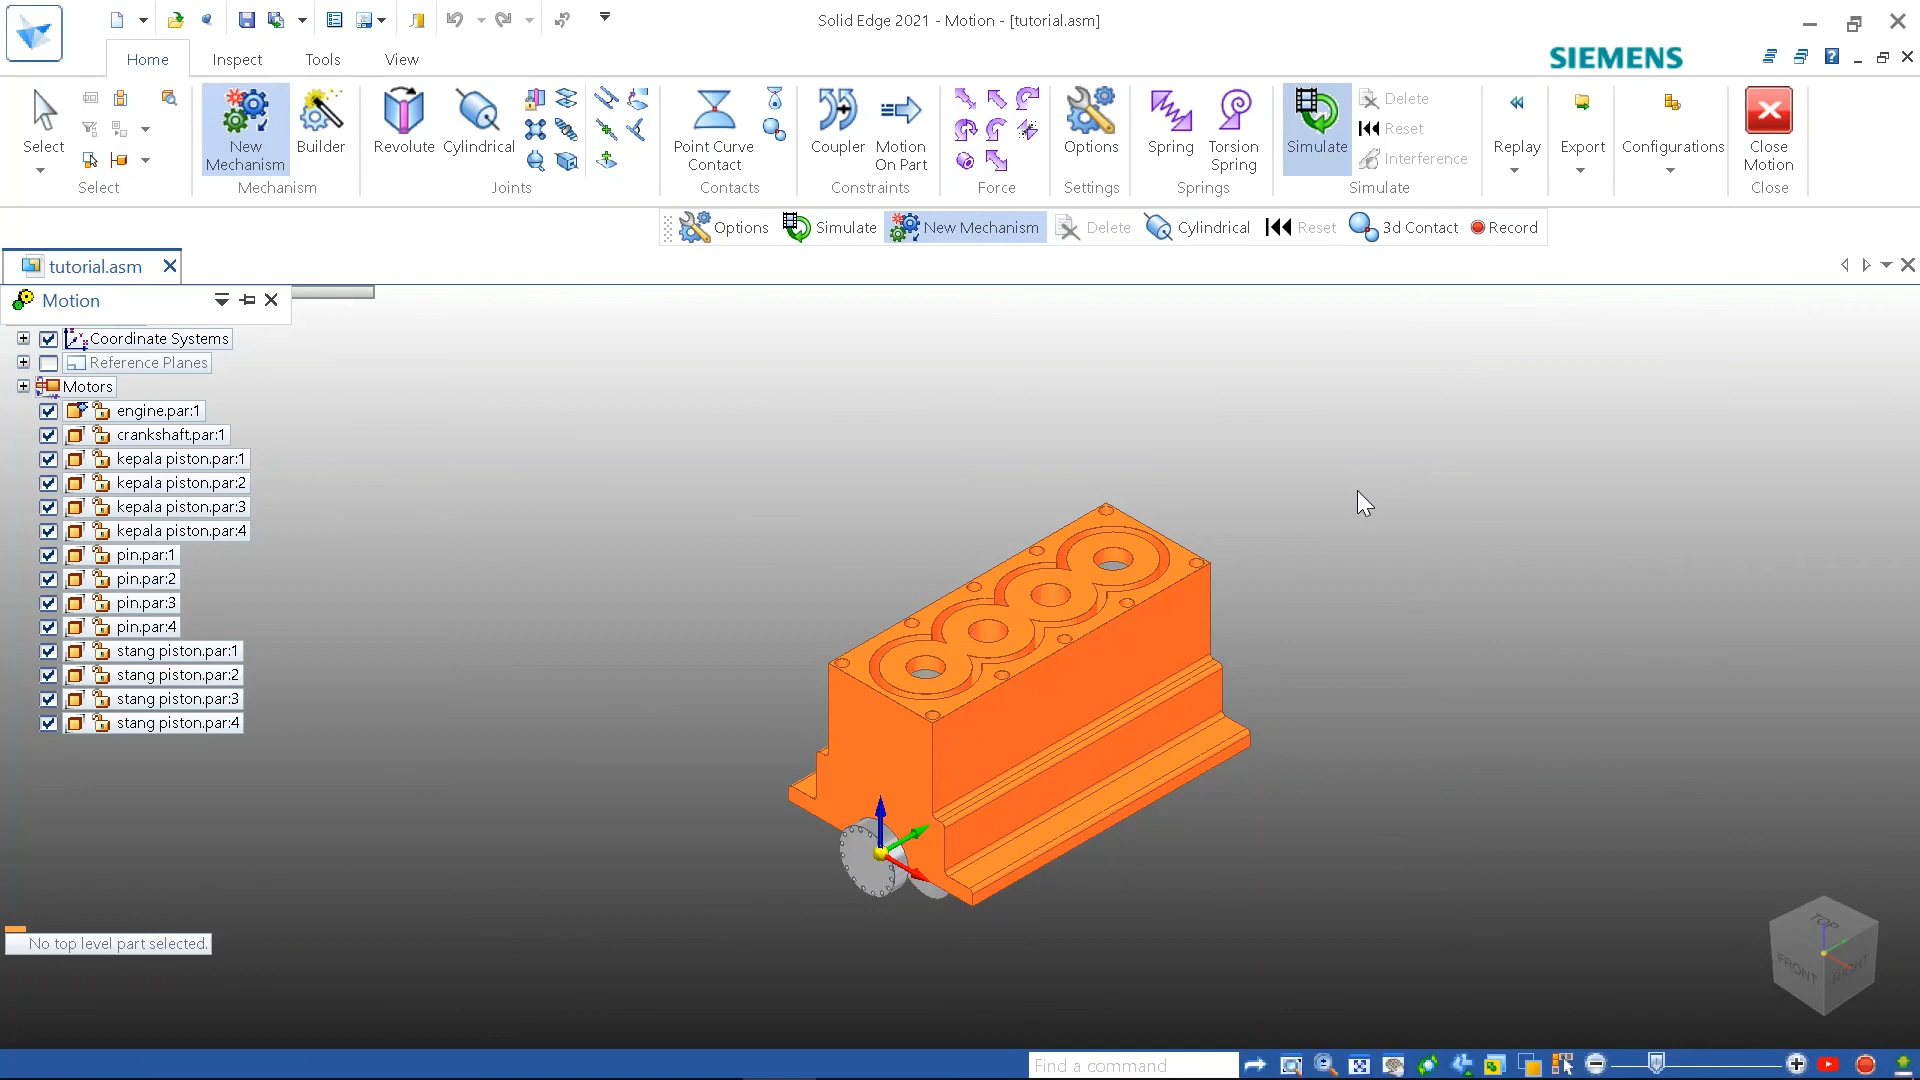 Solid Edge 2021 - Motion - [tutorial.asm]
Home
Inspect
Tools
View
SIEMENS
Select
New Mechanism
Builder
Revolute
Cylindrical
Point Curve Contact
Coupler
Motion On Part
Options
Spring
Torsion Spring
Simulate
Delete
Reset
Interference
Replay
Export
Configurations
Close Motion
Select
Mechanism
Joints
Contacts
Constraints
Force
Settings
Springs
Simulate
Close
Options
Simulate
New Mechanism
Delete
Cylindrical
Reset
3d Contact
Record
tutorial.asm
Motion
Coordinate Systems
Reference Planes
Motors
engine.par:1
crankshaft.par:1
kepala piston.par:1
kepala piston.par:2
kepala piston.par:3
kepala piston.par:4
pin.par:1
pin.par:2
pin.par:3
pin.par:4
stang piston.par:1
stang piston.par:2
stang piston.par:3
stang piston.par:4
No top level part selected.
TOP
FRONT
RIGHT
Find a command